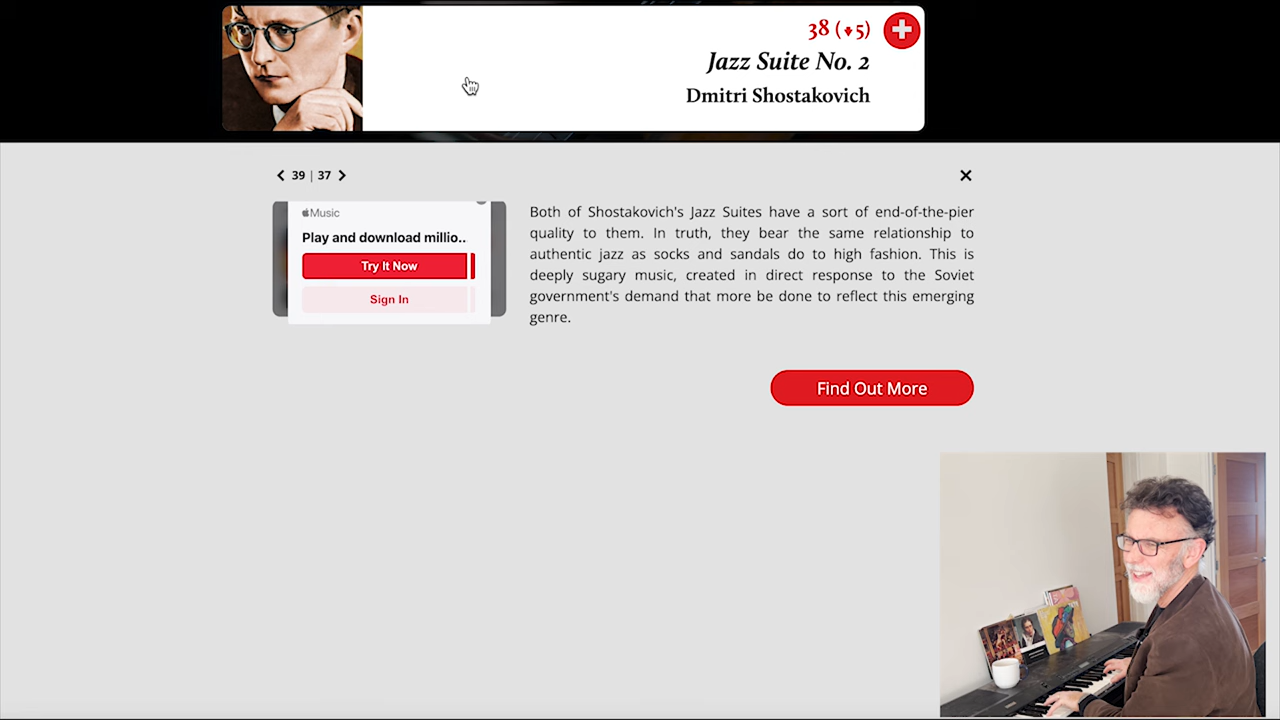 38 (↓5)
Jazz Suite No. 2
Dmitri Shostakovich
39 | 37
Music
Play and download millio..
Try It Now
Sign In
Both of Shostakovich's Jazz Suites have a sort of end-of-the-pier
quality to them. In truth, they bear the same relationship to
authentic jazz as socks and sandals do to high fashion. This is
deeply sugary music, created in direct response to the Soviet
government's demand that more be done to reflect this emerging
genre.
Find Out More